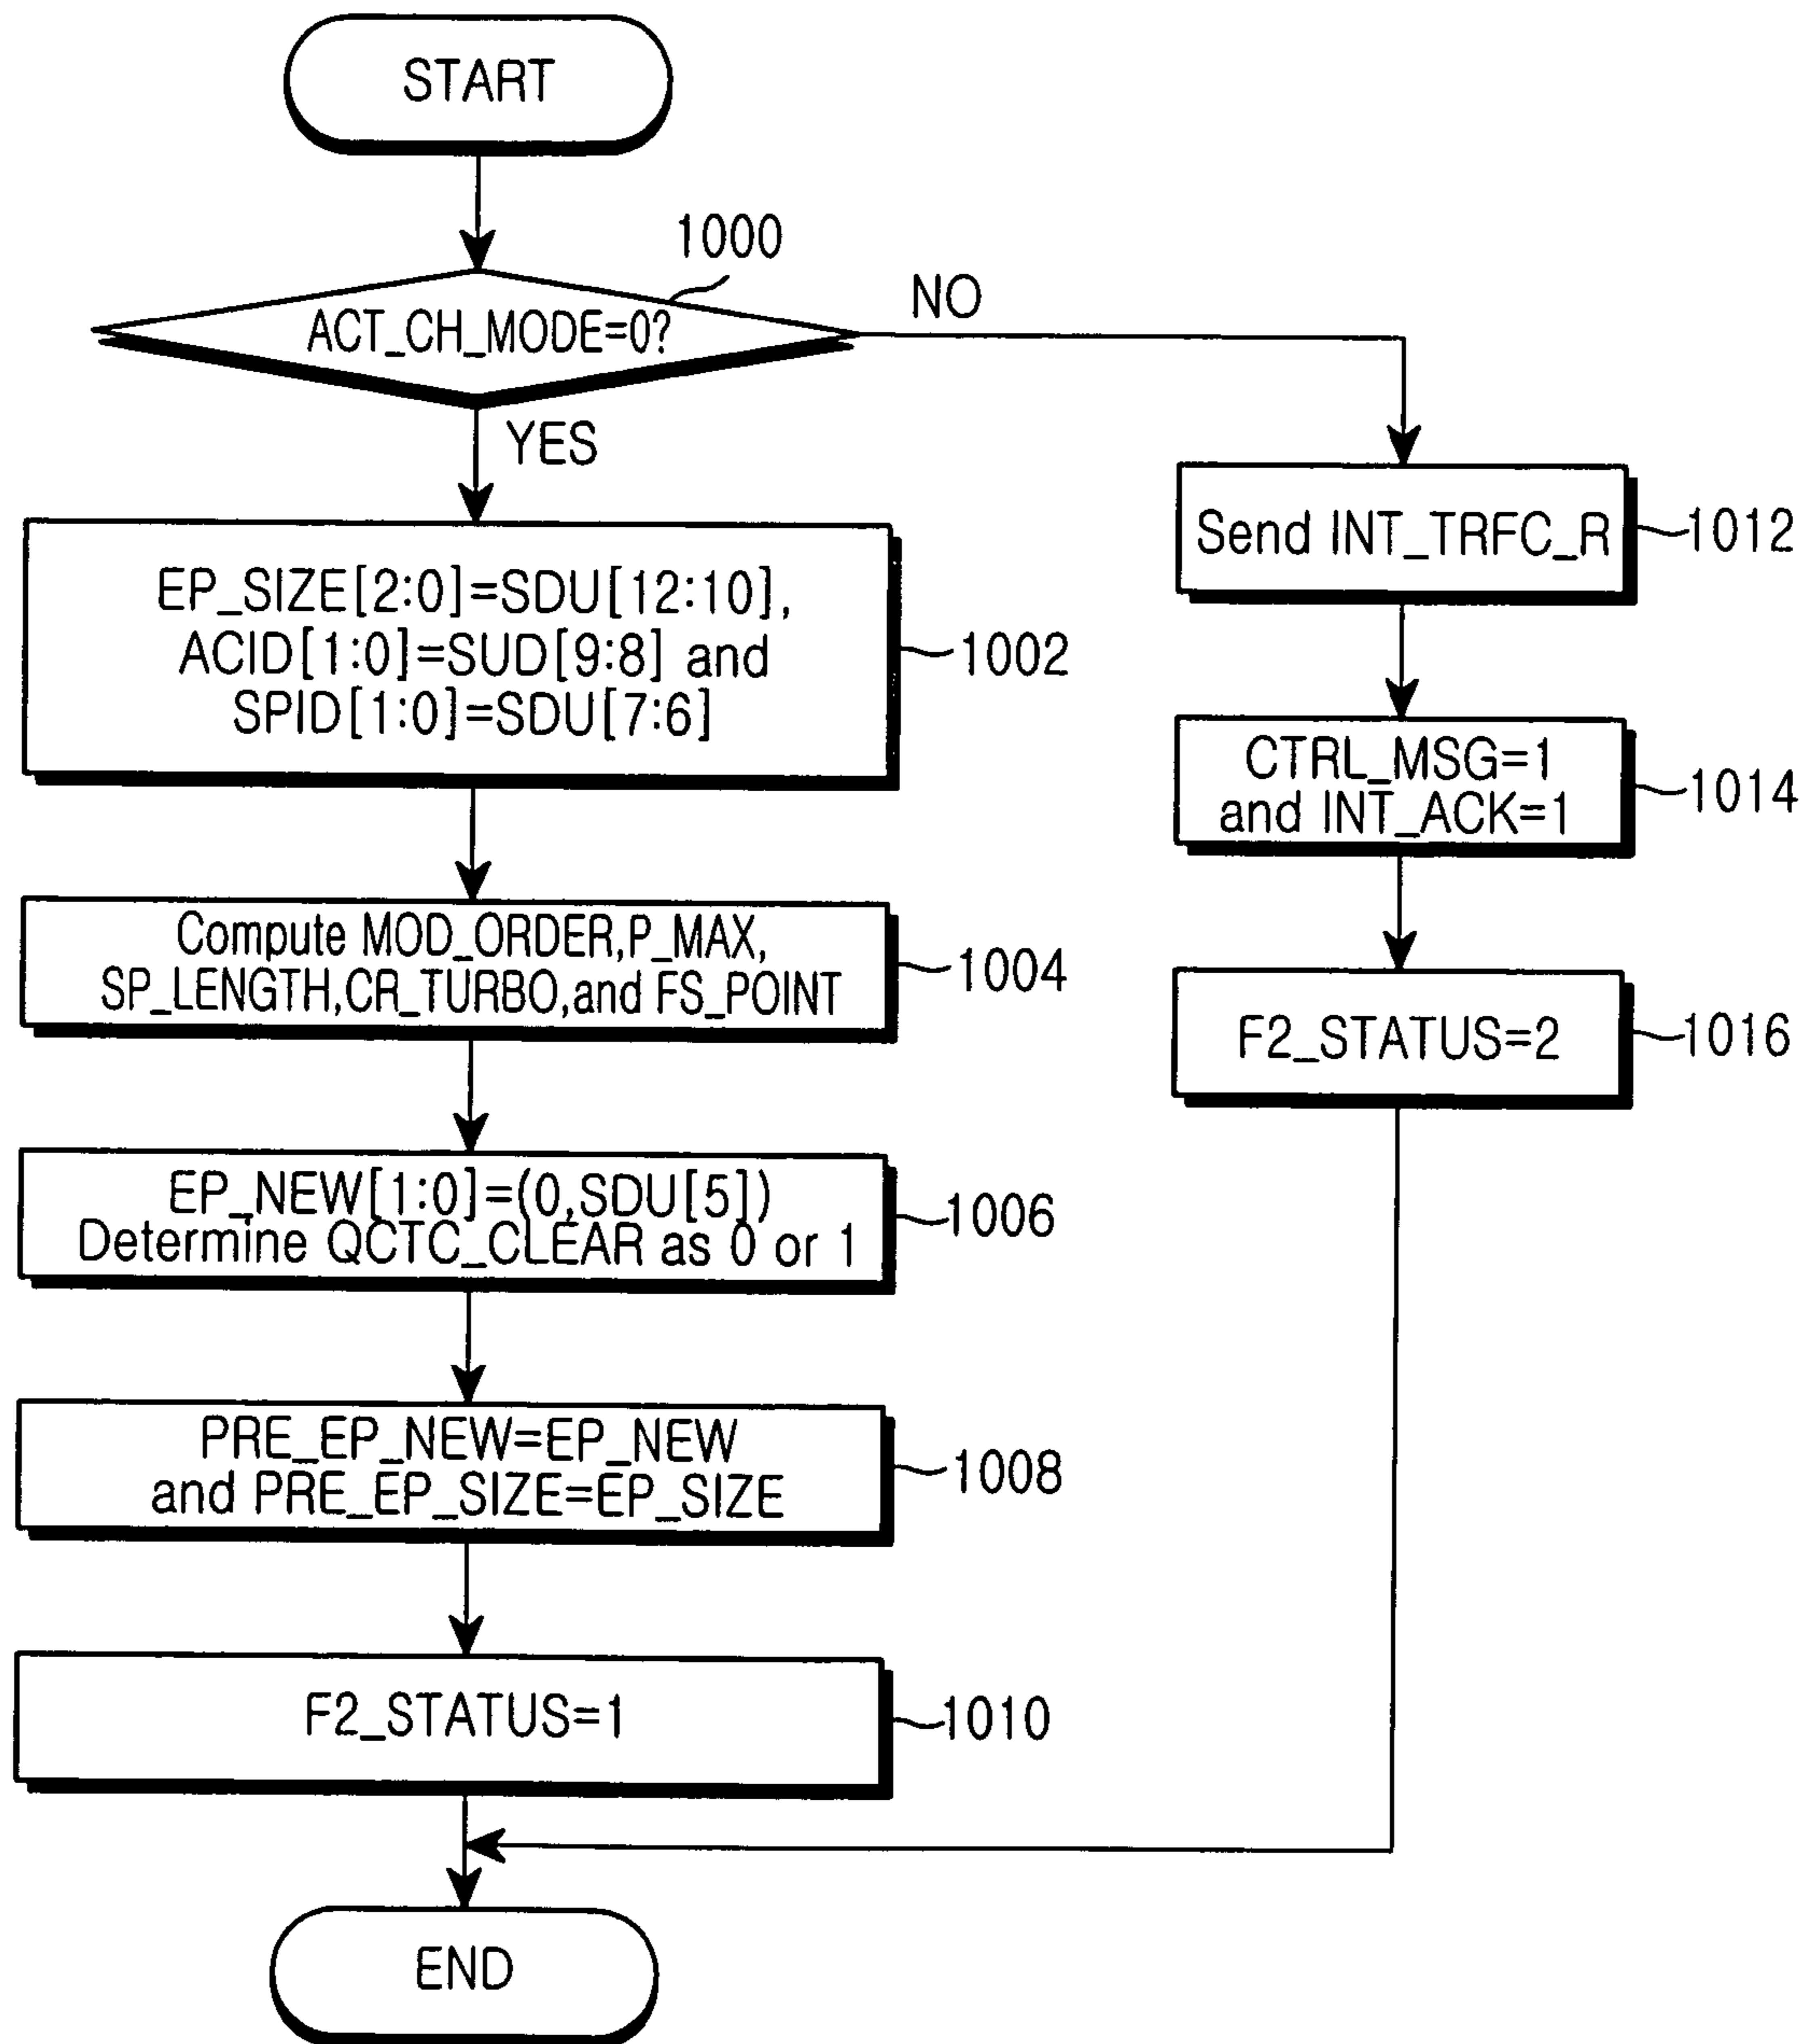 START
1000
ACT_CH_MODE=0?
NO
YES
EP_SIZE[2:0]=SDU[12:10],
ACID[1:0]=SUD[9:8] and
SPID[1:0]=SDU[7:6]
1002
Compute MOD_ORDER,P_MAX,
SP_LENGTH,CR_TURBO,and FS_POINT
1004
EP_NEW[1:0]=(0,SDU[5])
Determine QCTC_CLEAR as 0 or 1
1006
PRE_EP_NEW=EP_NEW
and PRE_EP_SIZE=EP_SIZE
1008
F2_STATUS=1
1010
Send INT_TRFC_R
1012
CTRL_MSG=1
and INT_ACK=1
1014
F2_STATUS=2
1016
END